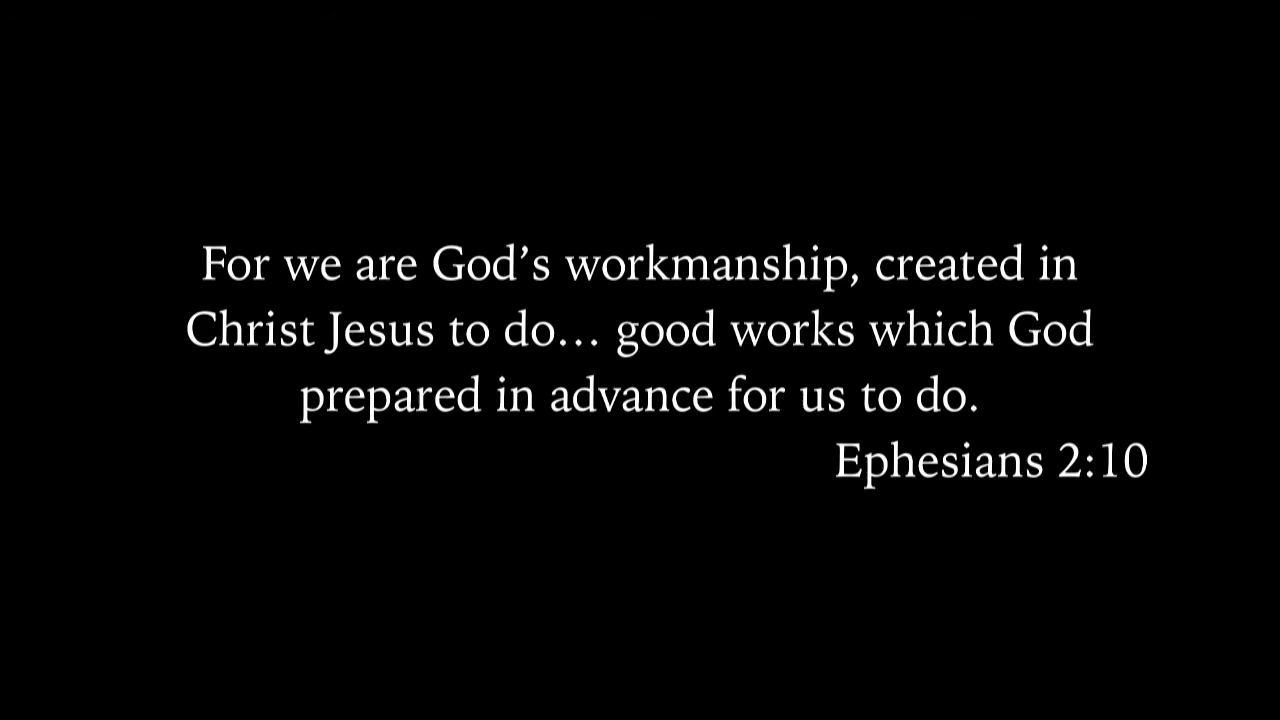 For we are God’s workmanship, created in
Christ Jesus to do… good works which God
prepared in advance for us to do.
Ephesians 2:10